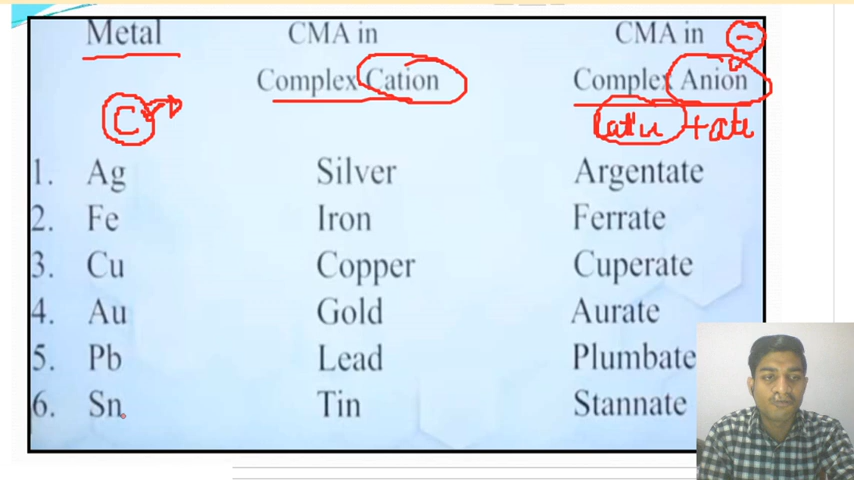 Metal CMA in CMA in −
Complex Cation Complex Anion
C Latin + ate
1. Ag Silver Argentate
2. Fe Iron Ferrate
3. Cu Copper Cuperate
4. Au Gold Aurate
5. Pb Lead Plumbate
6. Sn Tin Stannate